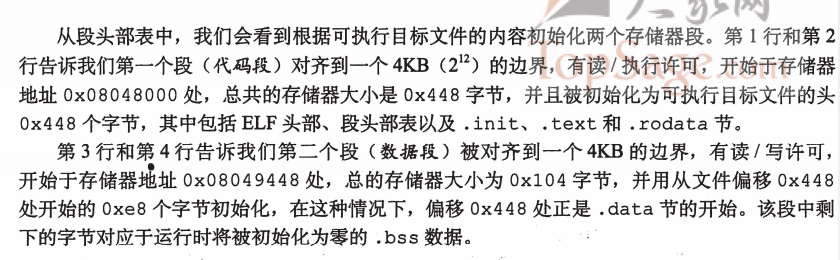 大家网
TopSage.com
从段头部表中，我们会看到根据可执行目标文件的内容初始化两个存储器段。第 1 行和第 2
行告诉我们第一个段（代码段）对齐到一个 4KB（2¹²）的边界，有读 / 执行许可，开始于存储器
地址 0x08048000 处，总共的存储器大小是 0x448 字节，并且被初始化为可执行目标文件的头
0x448 个字节，其中包括 ELF 头部、段头部表以及 .init、.text 和 .rodata 节。
第 3 行和第 4 行告诉我们第二个段（数据段）被对齐到一个 4KB 的边界，有读 / 写许可，
开始于存储器地址 0x08049448 处，总的存储器大小为 0x104 字节，并用从文件偏移 0x448
处开始的 0xe8 个字节初始化，在这种情况下，偏移 0x448 处正是 .data 节的开始。该段中剩
下的字节对应于运行时将被初始化为零的 .bss 数据。